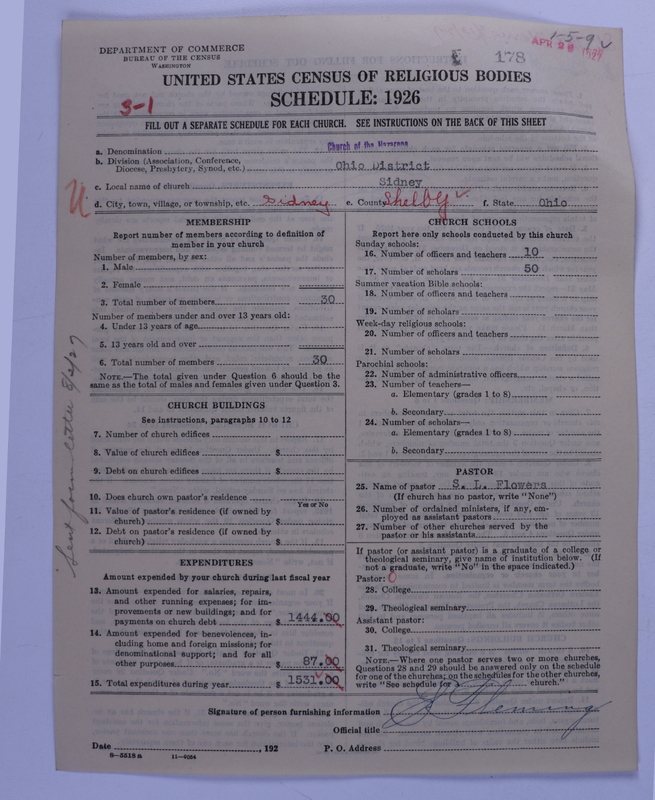 DEPARTMENT OF COMMERCE
BUREAU OF THE CENSUS
WASHINGTON
1-5-9
APR 28
178
UNITED STATES CENSUS OF RELIGIOUS BODIES
SCHEDULE: 1926
3-1
FILL OUT A SEPARATE SCHEDULE FOR EACH CHURCH. SEE INSTRUCTIONS ON THE BACK OF THIS SHEET
a. Denomination Church of the Nazarene
b. Division (Association, Conference, Diocese, Presbytery, Synod, etc.) Ohio District
c. Local name of church Sidney
d. City, town, village, or township, etc. Sidney e. County Shelby f. State Ohio
MEMBERSHIP
Report number of members according to definition of
member in your church
Number of members, by sex:
1. Male
2. Female
3. Total number of members 30
Number of members under and over 13 years old:
4. Under 13 years of age
5. 13 years old and over
6. Total number of members 30
NOTE.—The total given under Question 6 should be the
same as the total of males and females given under Question 3.
CHURCH BUILDINGS
See instructions, paragraphs 10 to 12
7. Number of church edifices
8. Value of church edifices $
9. Debt on church edifices $
10. Does church own pastor's residence
Yes or No
11. Value of pastor's residence (if owned by
church) $
12. Debt on pastor's residence (if owned by
church) $
EXPENDITURES
Amount expended by your church during last fiscal year
13. Amount expended for salaries, repairs,
and other running expenses; for im-
provements or new buildings; and for
payments on church debt $ 1444.00
14. Amount expended for benevolences, in-
cluding home and foreign missions; for
denominational support; and for all
other purposes $ 87.00
15. Total expenditures during year $ 1531.00
CHURCH SCHOOLS
Report here only schools conducted by this church
Sunday schools:
16. Number of officers and teachers 10
17. Number of scholars 50
Summer vacation Bible schools:
18. Number of officers and teachers
19. Number of scholars
Week-day religious schools:
20. Number of officers and teachers
21. Number of scholars
Parochial schools:
22. Number of administrative officers
23. Number of teachers—
a. Elementary (grades 1 to 8)
b. Secondary
24. Number of scholars—
a. Elementary (grades 1 to 8)
b. Secondary
PASTOR
25. Name of pastor S. L. Flowers
(If church has no pastor, write "None")
26. Number of ordained ministers, if any, em-
ployed as assistant pastors
27. Number of other churches served by the
pastor or his assistants
If pastor (or assistant pastor) is a graduate of a college or
theological seminary, give name of institution below. (If
not a graduate, write "No" in the space indicated.)
Pastor: 0
28. College
29. Theological seminary
Assistant pastor:
30. College
31. Theological seminary
NOTE.—Where one pastor serves two or more churches,
Questions 28 and 29 should be answered only on the schedule
for one of the churches; on the schedules for the other churches,
write "See schedule for church."
Signature of person furnishing information Fleming
Official title
Date , 192 P. O. Address
8-5518a 11-9054
Sent form letter 8/2/27